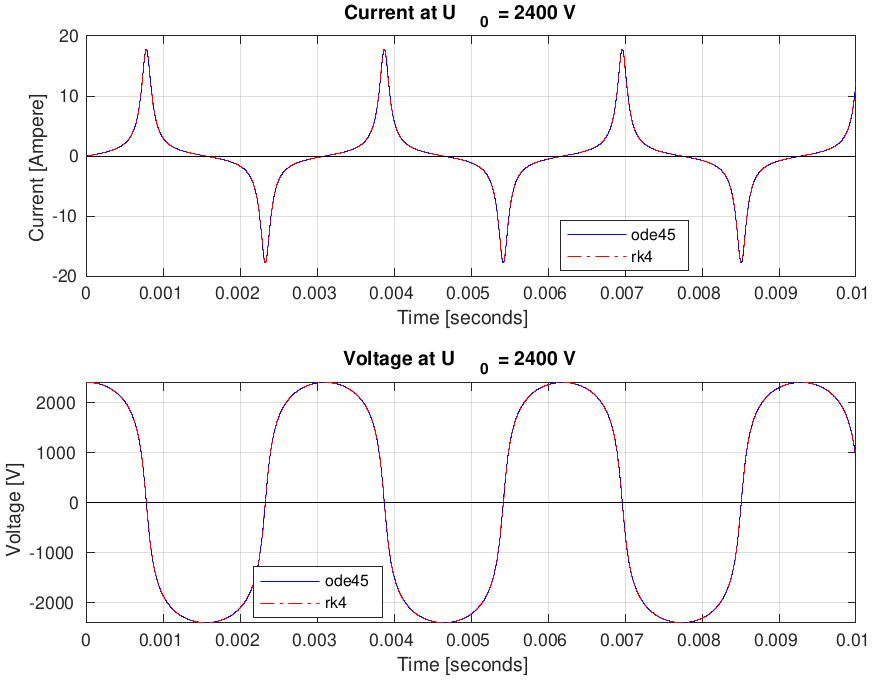 Current at U 0 = 2400 V
Current [Ampere]
20
10
0
-10
-20
ode45
rk4
0 0.001 0.002 0.003 0.004 0.005 0.006 0.007 0.008 0.009 0.01
Time [seconds]
Voltage at U 0 = 2400 V
Voltage [V]
2000
1000
0
-1000
-2000
ode45
rk4
0 0.001 0.002 0.003 0.004 0.005 0.006 0.007 0.008 0.009 0.01
Time [seconds]